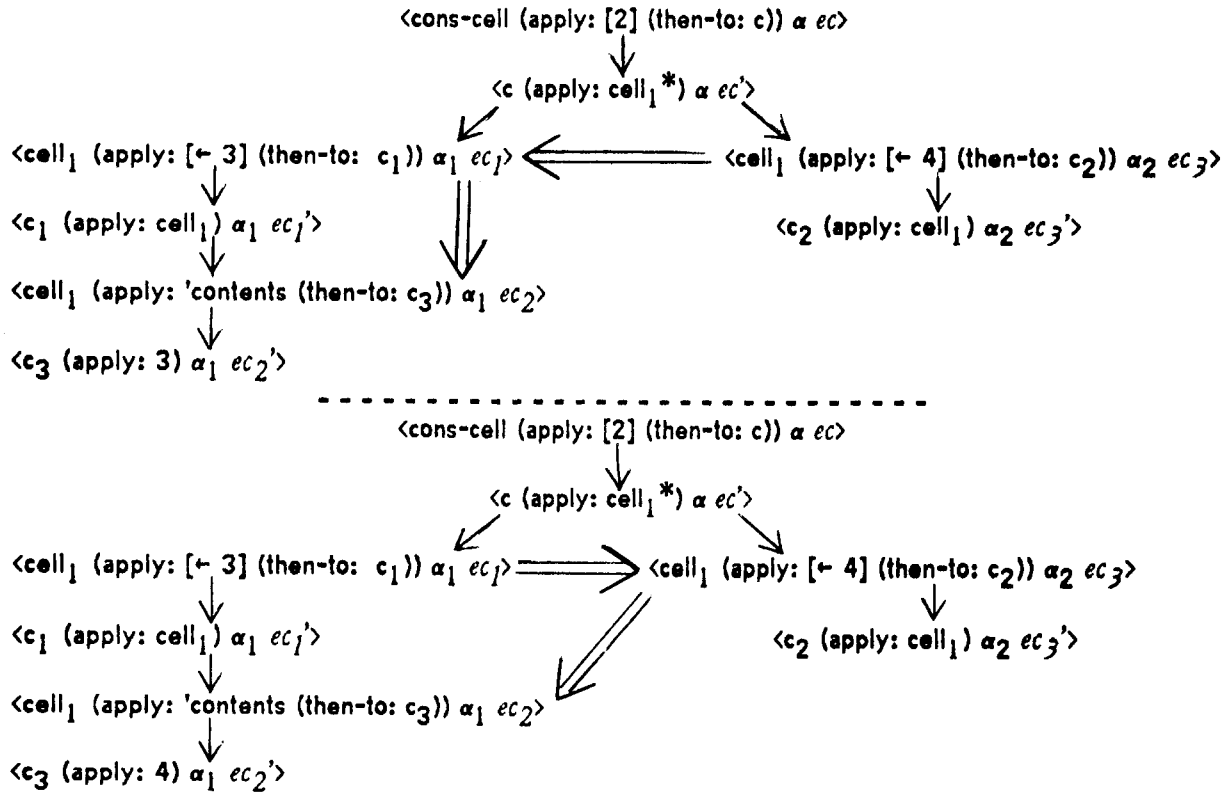 <cons-cell (apply: [2] (then-to: c)) α ec>
<c (apply: cell₁*) α ec'>
<cell₁ (apply: [← 3] (then-to: c₁)) α₁ ec₁> <cell₁ (apply: [← 4] (then-to: c₂)) α₂ ec₃>
<c₁ (apply: cell₁) α₁ ec₁'> <c₂ (apply: cell₁) α₂ ec₃'>
<cell₁ (apply: 'contents (then-to: c₃)) α₁ ec₂>
<c₃ (apply: 3) α₁ ec₂'>
<cons-cell (apply: [2] (then-to: c)) α ec>
<c (apply: cell₁*) α ec'>
<cell₁ (apply: [← 3] (then-to: c₁)) α₁ ec₁> <cell₁ (apply: [← 4] (then-to: c₂)) α₂ ec₃>
<c₁ (apply: cell₁) α₁ ec₁'> <c₂ (apply: cell₁) α₂ ec₃'>
<cell₁ (apply: 'contents (then-to: c₃)) α₁ ec₂>
<c₃ (apply: 4) α₁ ec₂'>